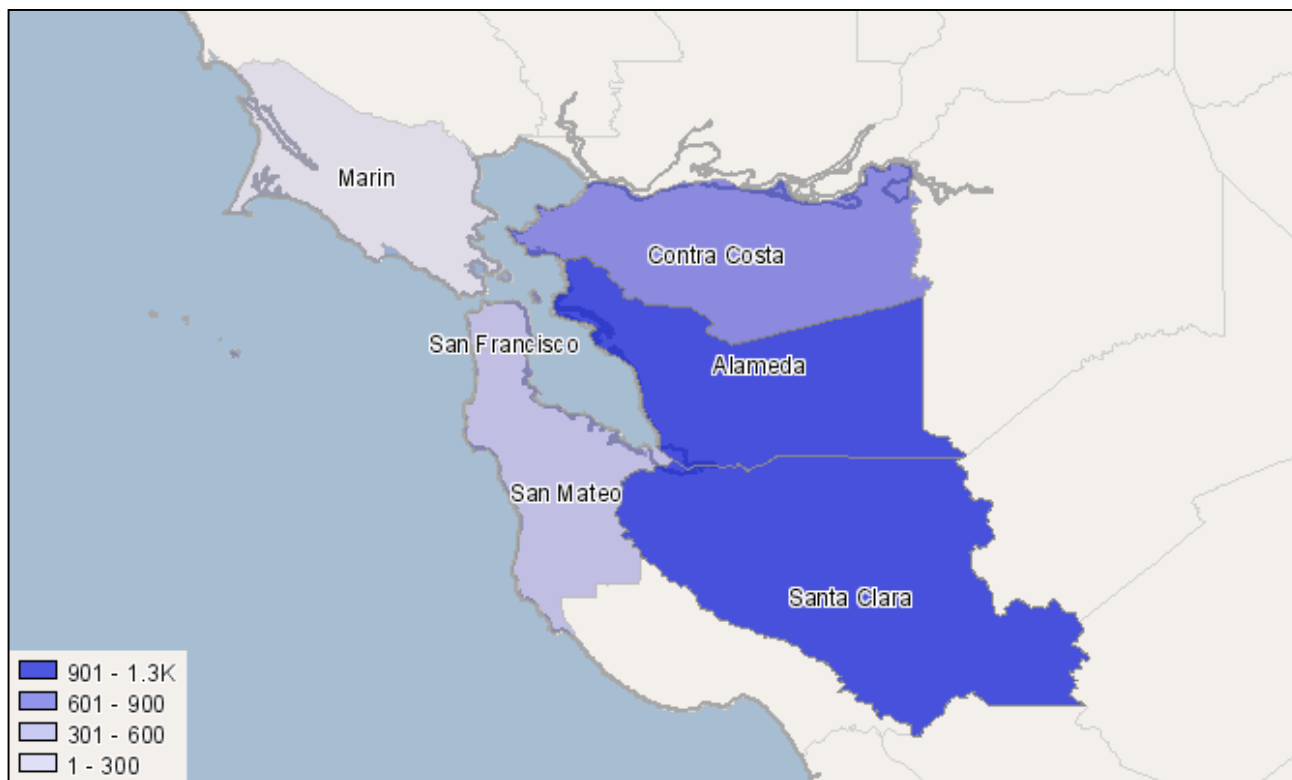 Marin
Contra Costa
San Francisco
Alameda
San Mateo
Santa Clara
901 - 1.3K
601 - 900
301 - 600
1 - 300